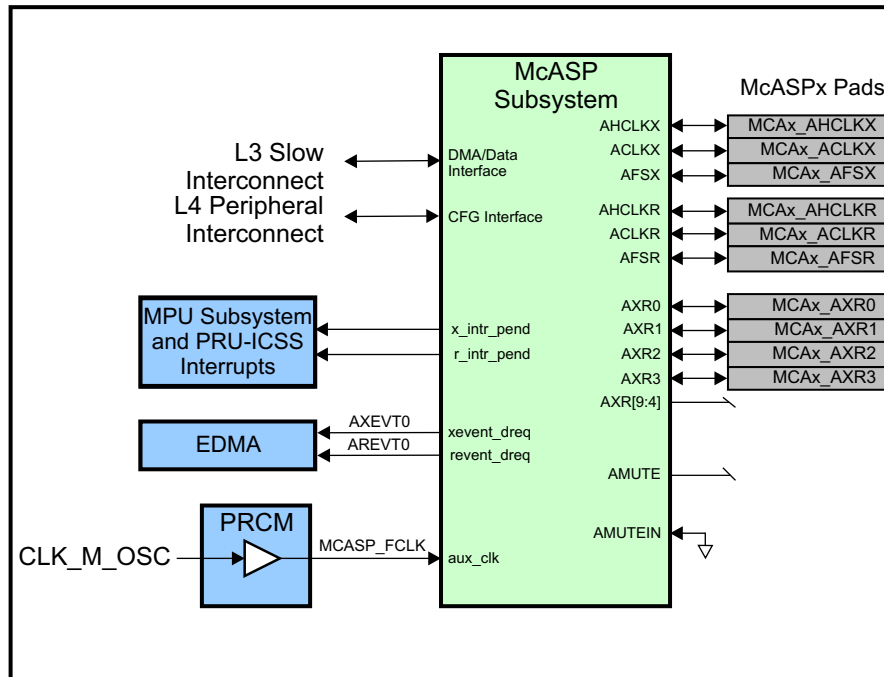 McASP
Subsystem
McASPx Pads
L3 Slow
Interconnect
L4 Peripheral
Interconnect
DMA/Data
Interface
CFG Interface
AHCLKX
ACLKX
AFSX
AHCLKR
ACLKR
AFSR
MCAx_AHCLKX
MCAx_ACLKX
MCAx_AFSX
MCAx_AHCLKR
MCAx_ACLKR
MCAx_AFSR
MPU Subsystem
and PRU-ICSS
Interrupts
x_intr_pend
r_intr_pend
AXR0
AXR1
AXR2
AXR3
AXR[9:4]
MCAx_AXR0
MCAx_AXR1
MCAx_AXR2
MCAx_AXR3
EDMA
AXEVT0
AREVT0
xevent_dreq
revent_dreq
AMUTE
AMUTEIN
PRCM
CLK_M_OSC
MCASP_FCLK
aux_clk